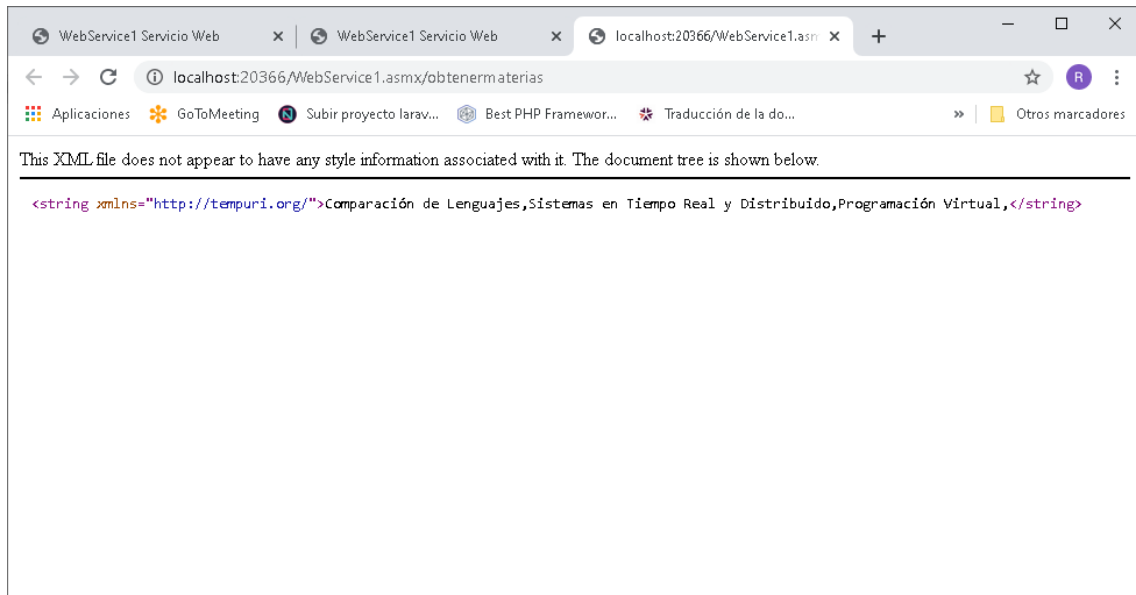 WebService1 Servicio Web
WebService1 Servicio Web
localhost:20366/WebService1.asm
localhost:20366/WebService1.asmx/obtenermaterias
R
Aplicaciones GoToMeeting Subir proyecto larav... Best PHP Framewor... Traducción de la do... » Otros marcadores
This XML file does not appear to have any style information associated with it. The document tree is shown below.
<string xmlns="http://tempuri.org/">Comparación de Lenguajes,Sistemas en Tiempo Real y Distribuido,Programación Virtual,</string>